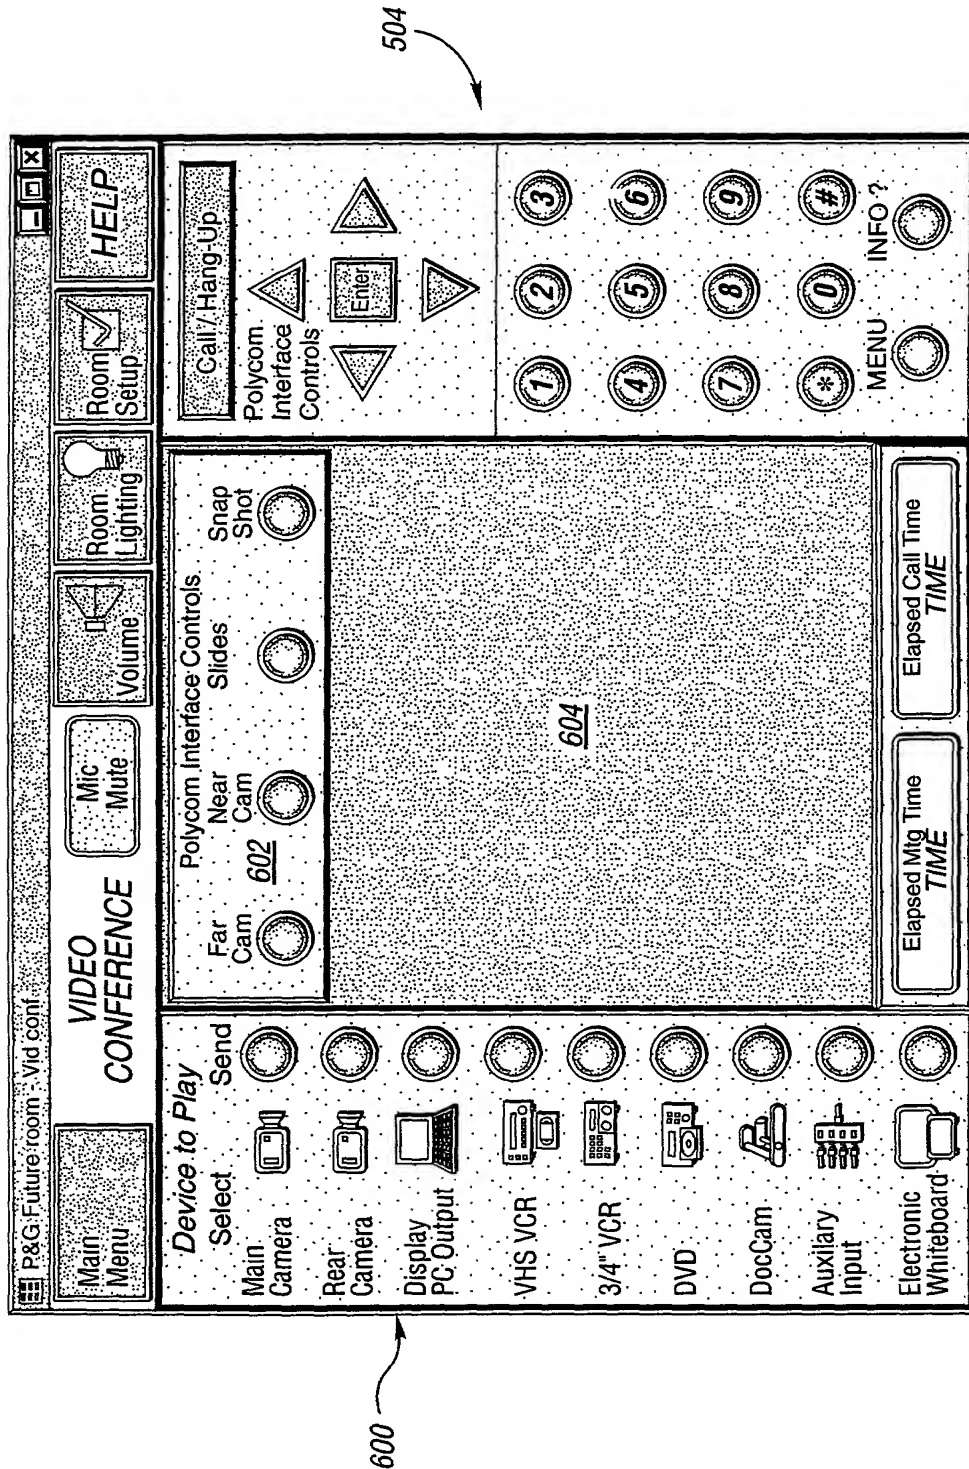 P&G Future room - Vid conf
Main
Menu
VIDEO
CONFERENCE
Mic
Mute
Volume
Room
Lighting
Room
Setup
HELP
Device to Play
Select Send
Main
Camera
Rear
Camera
Display
PC Output
VHS VCR
3/4" VCR
DVD
DocCam
Auxiliary
Input
Electronic
Whiteboard
Polycom Interface Controls
Far
Cam
Near
Cam
Slides
Snap
Shot
602
604
Elapsed Mtg Time
TIME
Elapsed Call Time
TIME
Call / Hang-Up
Polycom
Interface
Controls
Enter
1 2 3
4 5 6
7 8 9
* 0 #
MENU INFO ?
600
504